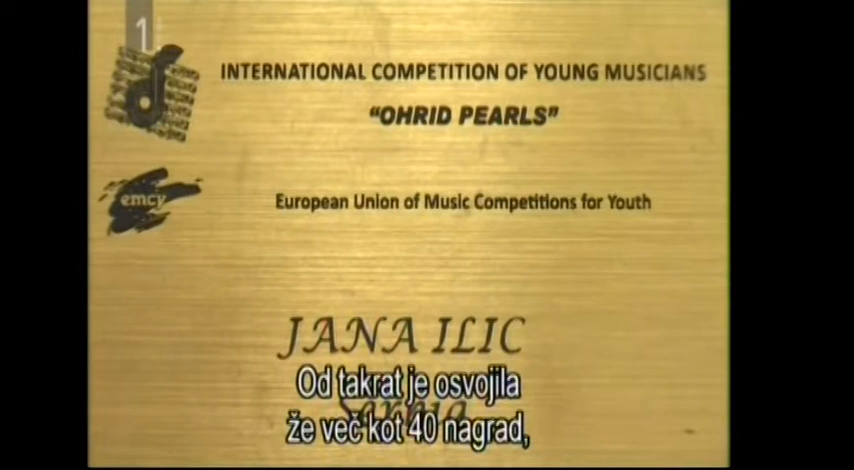 1
INTERNATIONAL COMPETITION OF YOUNG MUSICIANS
"OHRID PEARLS"
emcy
European Union of Music Competitions for Youth
JANA ILIC
Serbia
Od takrat je osvojila
že več kot 40 nagrad,